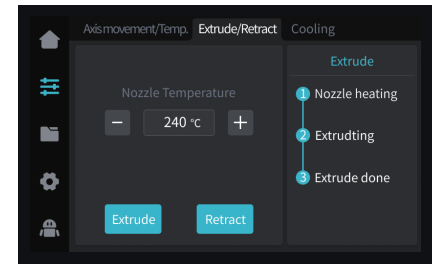 Axis movement/Temp. Extrude/Retract Cooling
Extrude
Nozzle Temperature
− 240 °C +
1 Nozzle heating
2 Extrudting
3 Extrude done
Extrude Retract